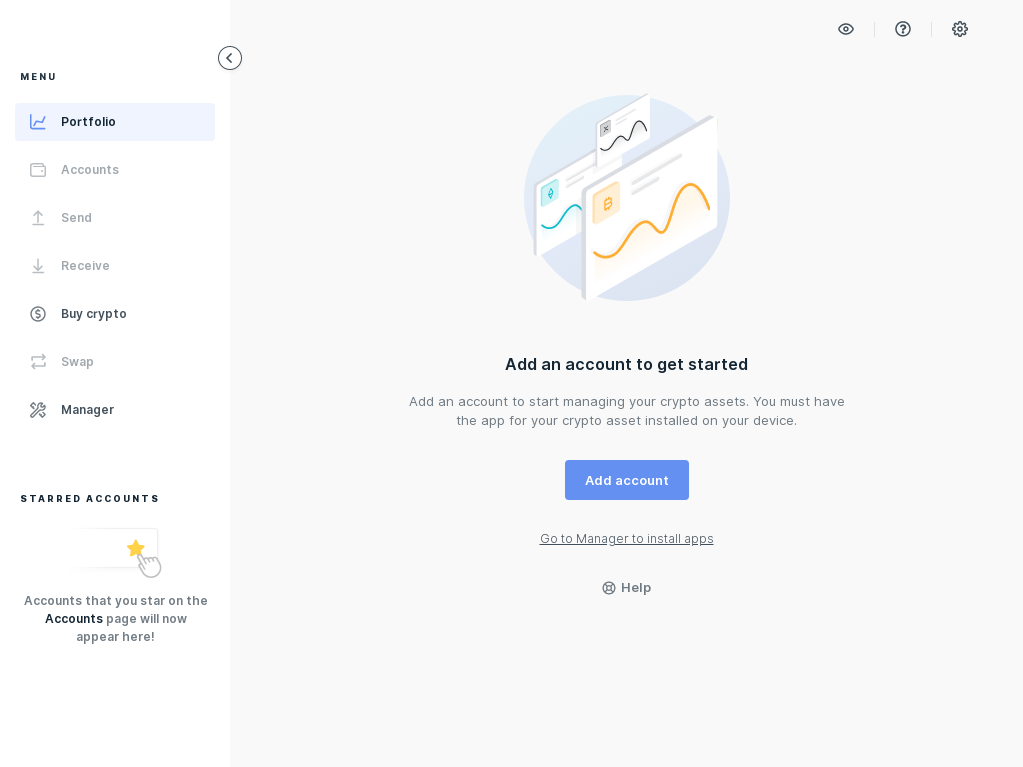 MENU
Portfolio
Accounts
Send
Receive
Buy crypto
Swap
Manager
STARRED ACCOUNTS
Accounts that you star on the
Accounts page will now
appear here!
Add an account to get started
Add an account to start managing your crypto assets. You must have
the app for your crypto asset installed on your device.
Add account
Go to Manager to install apps
Help